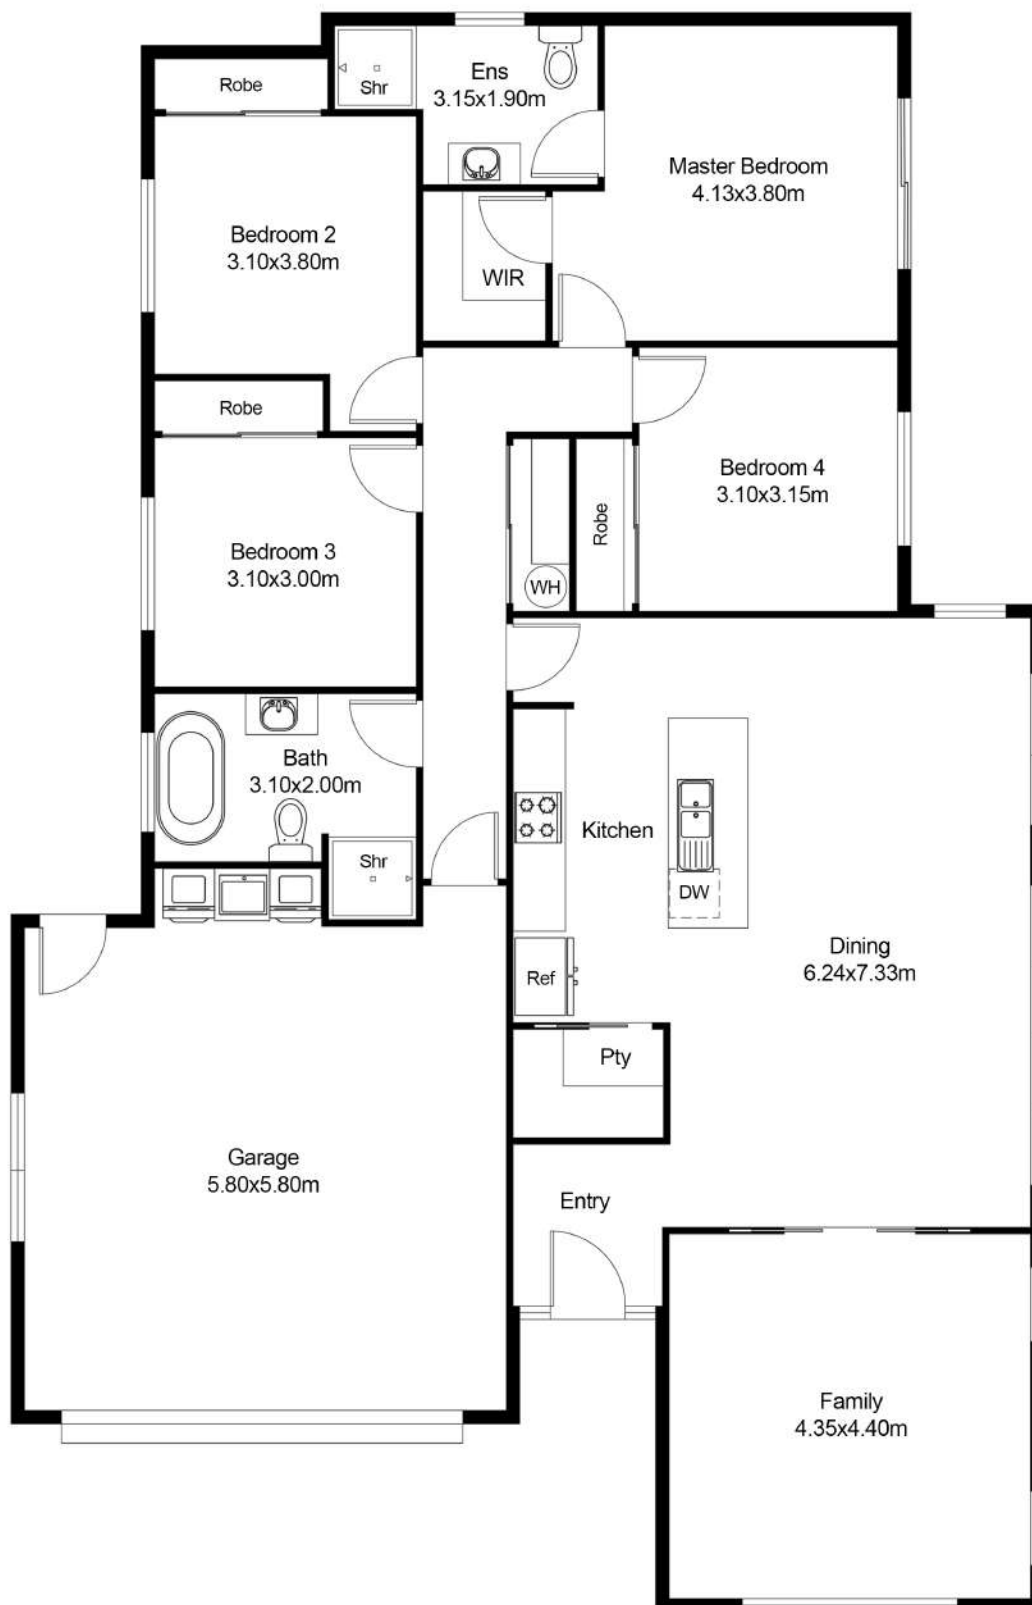 Robe
Shr
Ens
3.15x1.90m
Master Bedroom
4.13x3.80m
Bedroom 2
3.10x3.80m
WIR
Robe
Bedroom 4
3.10x3.15m
Robe
WH
Bedroom 3
3.10x3.00m
Bath
3.10x2.00m
Shr
Kitchen
DW
Dining
6.24x7.33m
Ref
Pty
Garage
5.80x5.80m
Entry
Family
4.35x4.40m